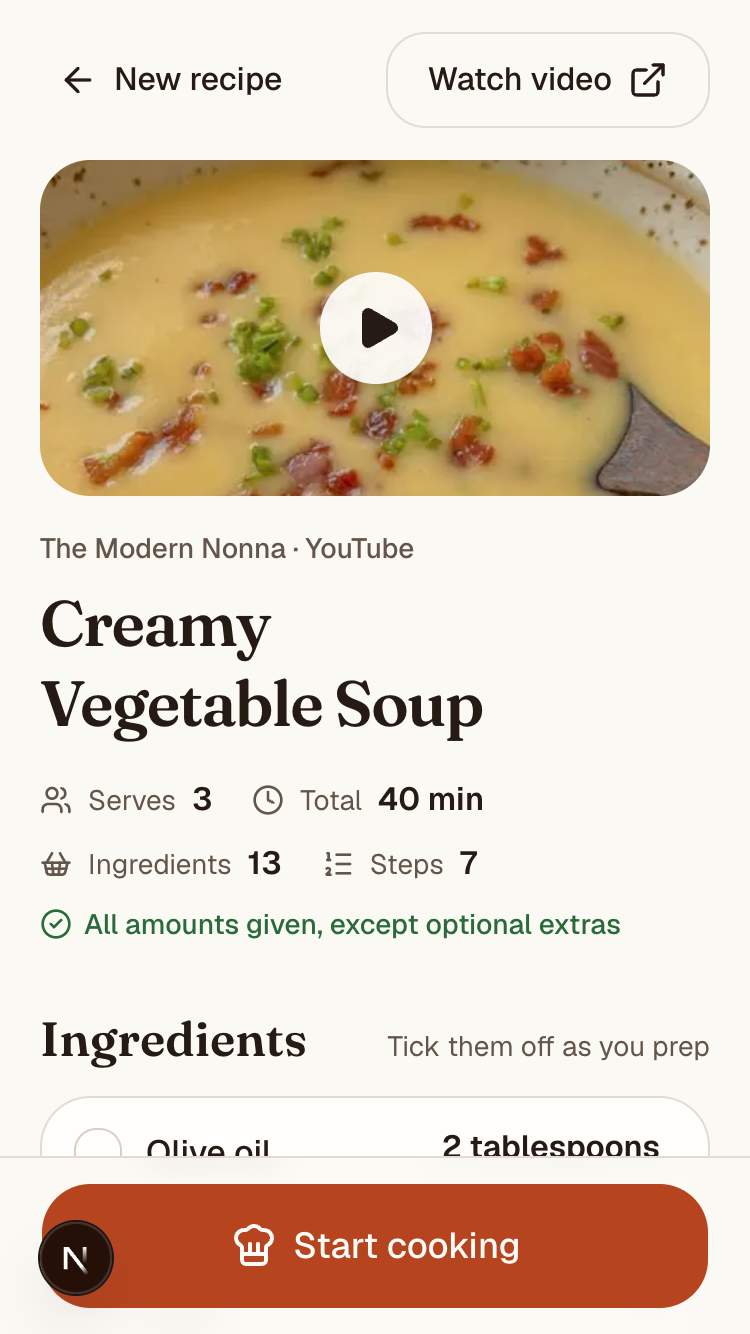 New recipe
Watch video
The Modern Nonna · YouTube
Creamy
Vegetable Soup
Serves 3 Total 40 min
Ingredients 13 Steps 7
All amounts given, except optional extras
Ingredients Tick them off as you prep
Olive oil 2 tablespoons
Start cooking
N